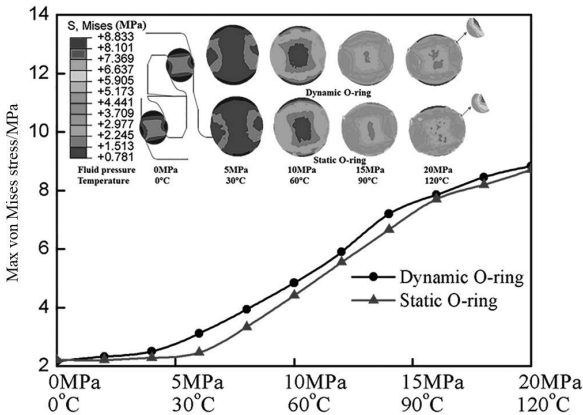 S, Mises (MPa)
+8.833
+8.101
+7.369
+6.637
+5.905
+5.173
+4.441
+3.709
+2.977
+2.245
+1.513
+0.781
Dynamic O-ring
Static O-ring
Fluid pressure 0MPa 5MPa 10MPa 15MPa 20MPa
Temperature 0°C 30°C 60°C 90°C 120°C
Max von Mises stress/MPa
14
12
10
8
6
4
2
Dynamic O-ring
Static O-ring
0MPa 5MPa 10MPa 15MPa 20MPa
0°C 30°C 60°C 90°C 120°C